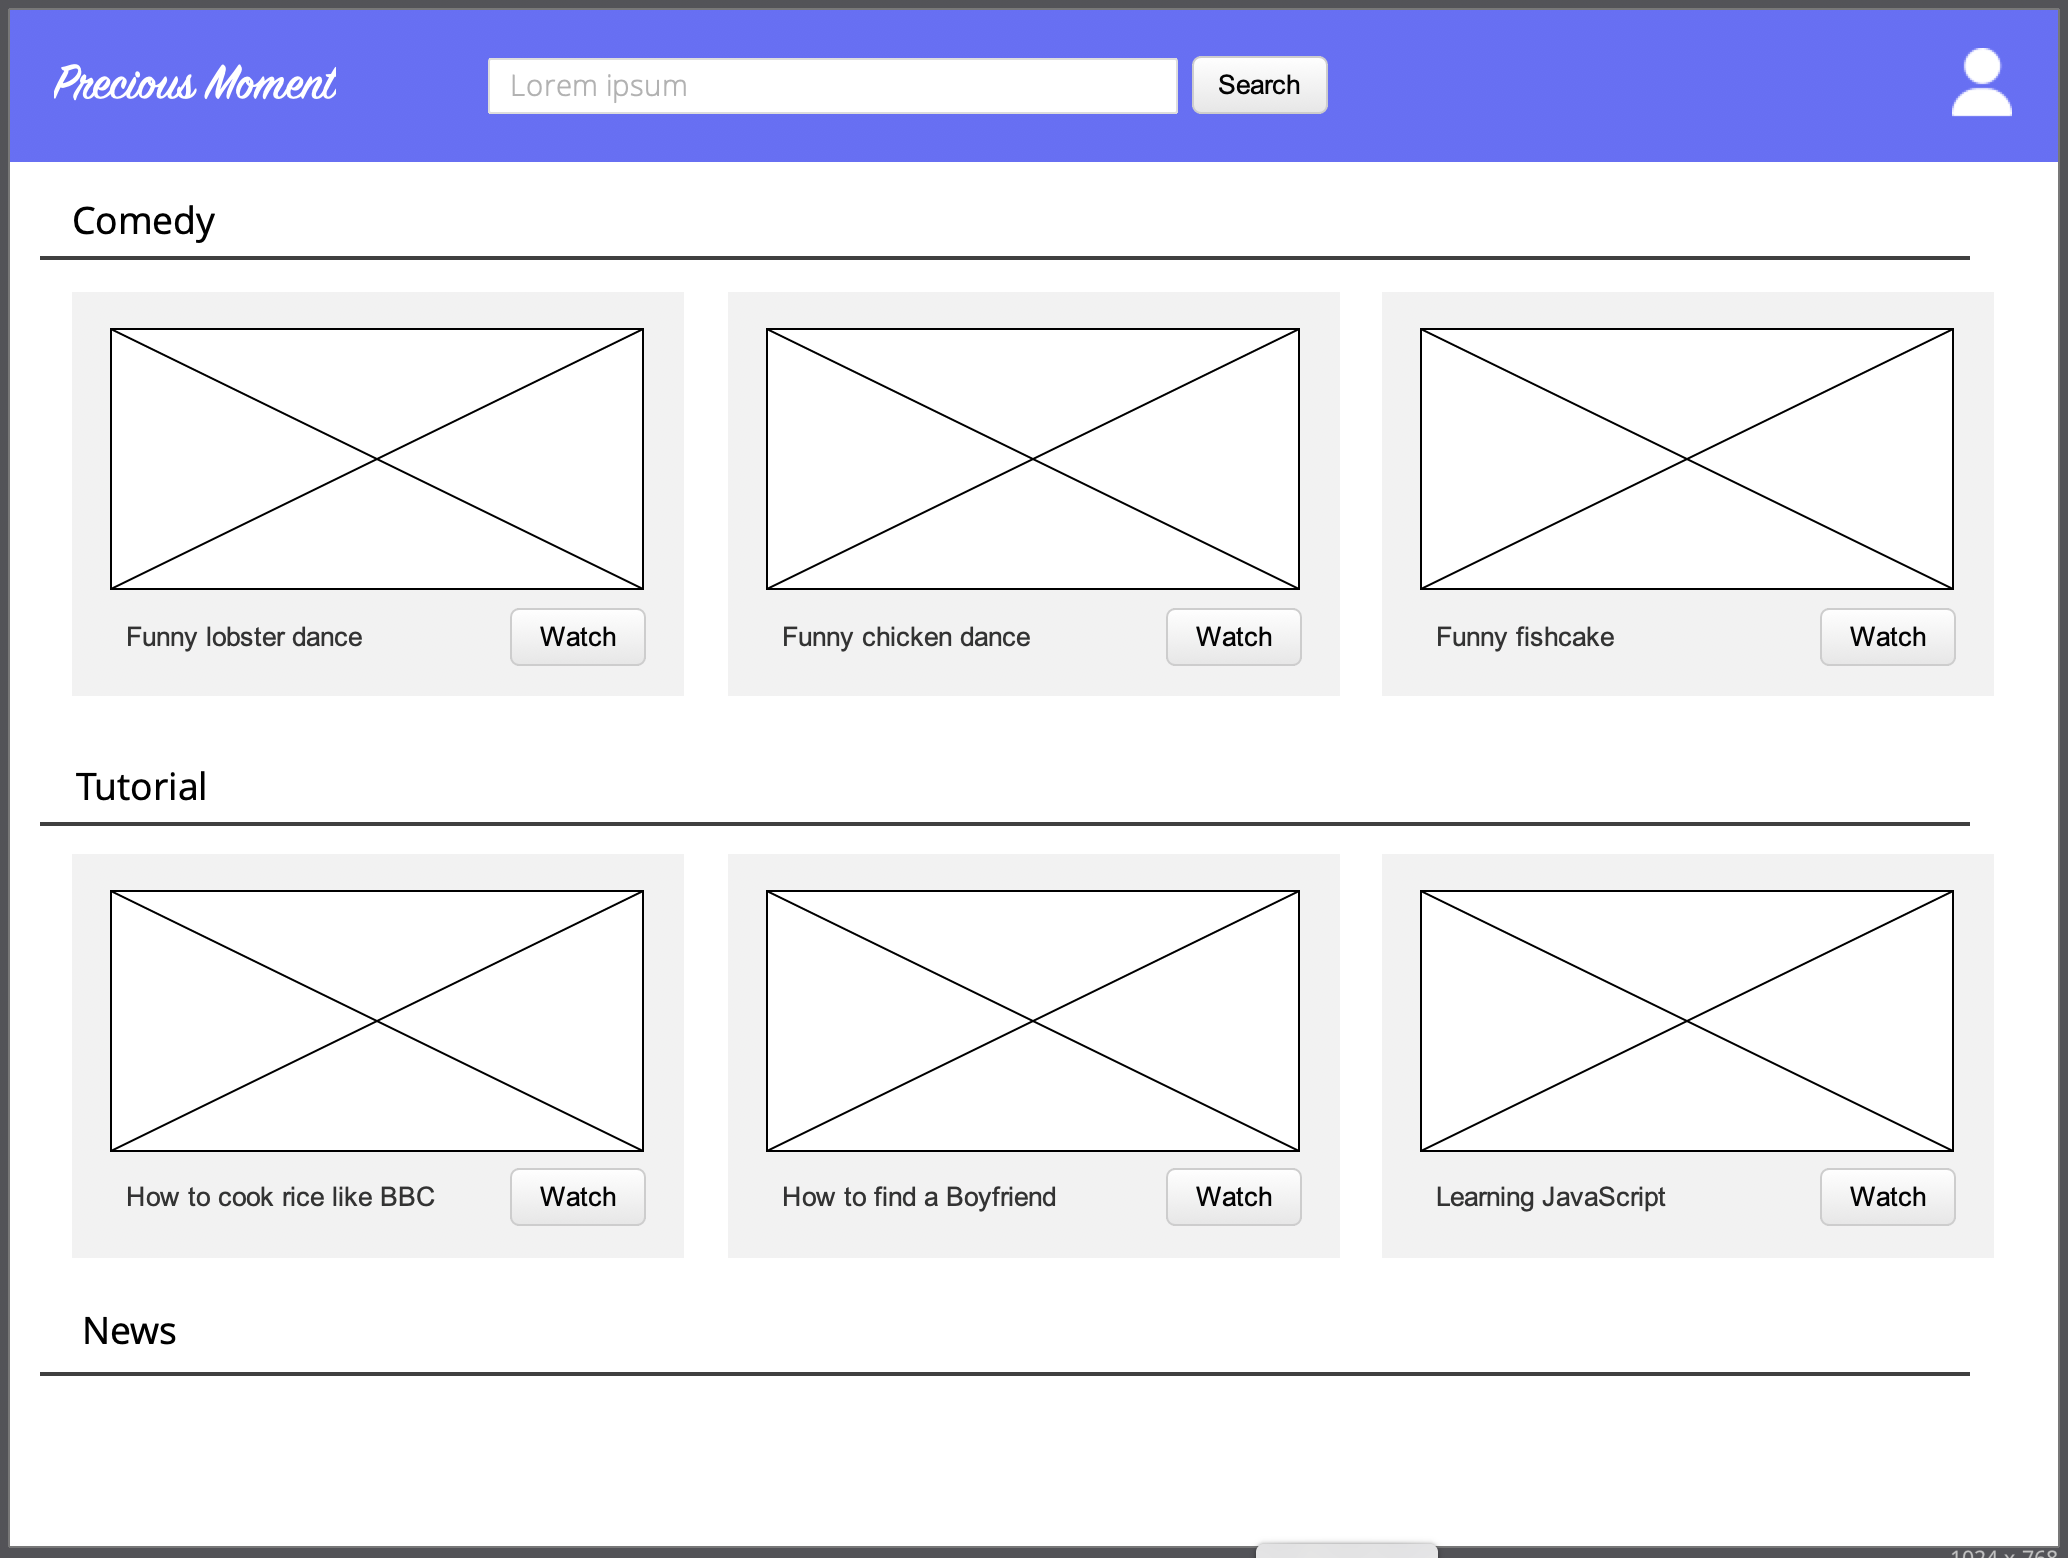 Precious Moment
Lorem ipsum
Search
Comedy
Funny lobster dance
Watch
Funny chicken dance
Watch
Funny fishcake
Watch
Tutorial
How to cook rice like BBC
Watch
How to find a Boyfriend
Watch
Learning JavaScript
Watch
News
1024 x 768